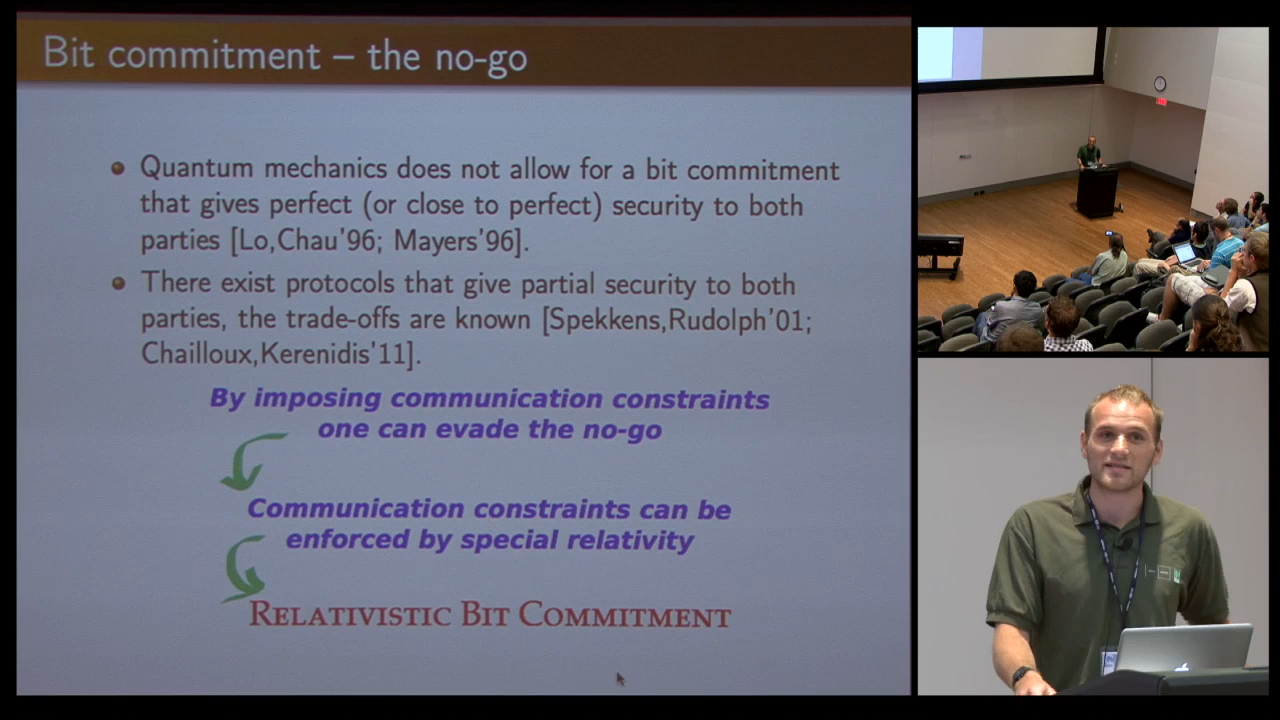 Bit commitment – the no-go
Quantum mechanics does not allow for a bit commitment
that gives perfect (or close to perfect) security to both
parties [Lo,Chau'96; Mayers'96].
There exist protocols that give partial security to both
parties, the trade-offs are known [Spekkens,Rudolph'01;
Chailloux,Kerenidis'11].
By imposing communication constraints
one can evade the no-go
Communication constraints can be
enforced by special relativity
RELATIVISTIC BIT COMMITMENT